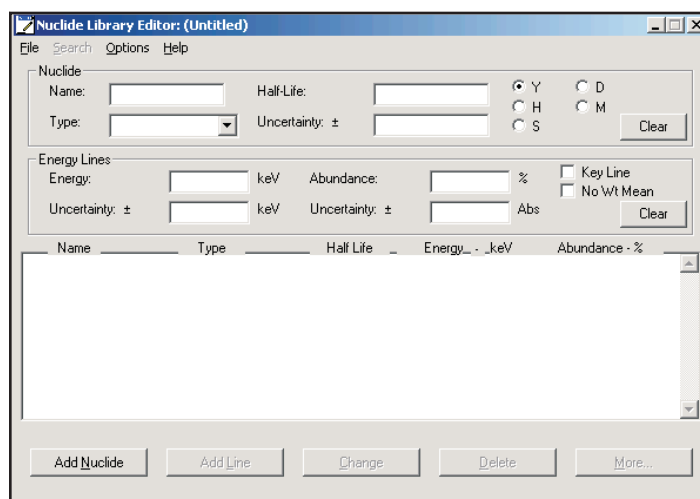 Nuclide Library Editor: (Untitled)
File Search Options Help
Nuclide
Name: Half-Life: Y D
H M
Type: Uncertainty: ± S Clear
Energy Lines
Energy: keV Abundance: % Key Line
No Wt Mean
Uncertainty: ± keV Uncertainty: ± Abs Clear
Name Type Half Life _ Energy_ - _keV Abundance - %
Add Nuclide Add Line Change Delete More...